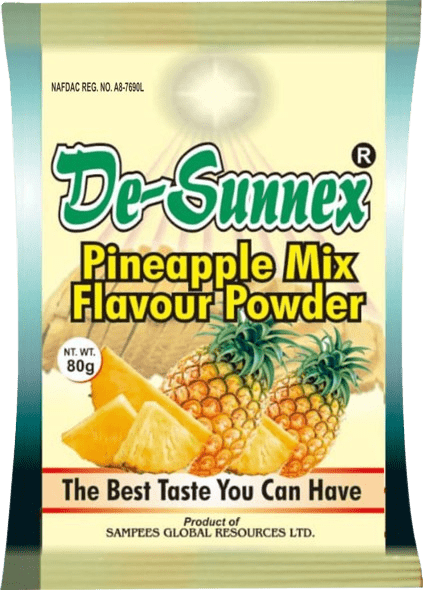 NAFDAC REG. NO. A8-7690L
De-Sunnex ®
Pineapple Mix
Flavour Powder
NT. WT.
80g
The Best Taste You Can Have
Product of
SAMPEES GLOBAL RESOURCES LTD.